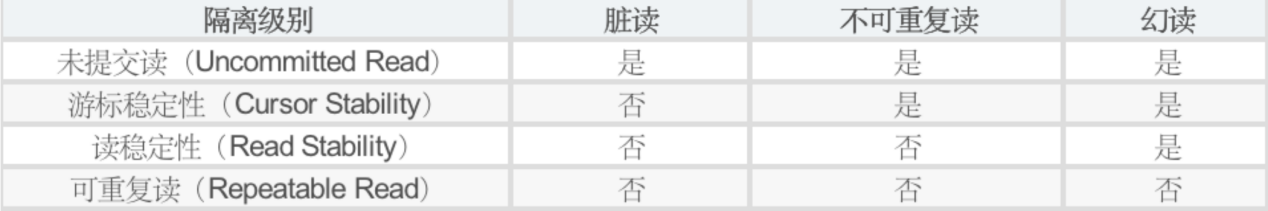 隔离级别 脏读 不可重复读 幻读
未提交读（Uncommitted Read） 是 是 是
游标稳定性（Cursor Stability） 否 是 是
读稳定性（Read Stability） 否 否 是
可重复读（Repeatable Read） 否 否 否